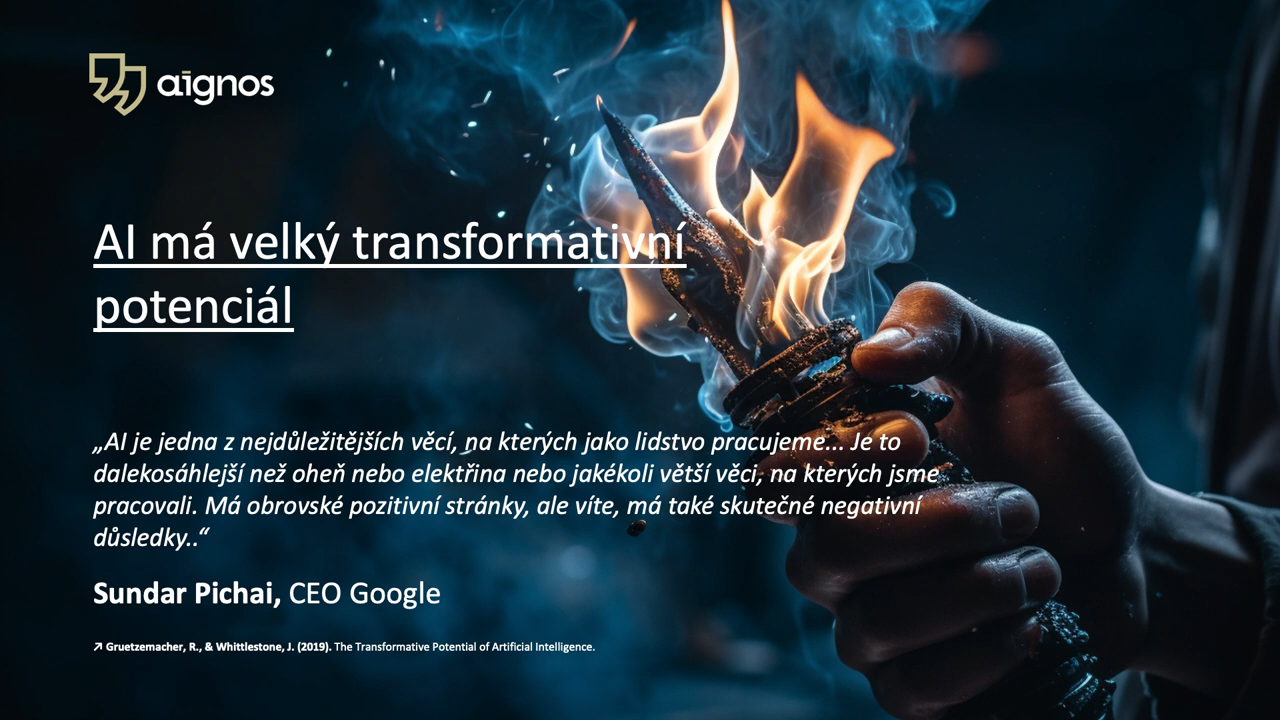 aignos
AI má velký transformativní
potenciál
„AI je jedna z nejdůležitějších věcí, na kterých jako lidstvo pracujeme... Je to
dalekosáhlejší než oheň nebo elektřina nebo jakékoli větší věci, na kterých jsme
pracovali. Má obrovské pozitivní stránky, ale víte, má také skutečné negativní
důsledky..“
Sundar Pichai, CEO Google
↗ Gruetzemacher, R., & Whittlestone, J. (2019). The Transformative Potential of Artificial Intelligence.